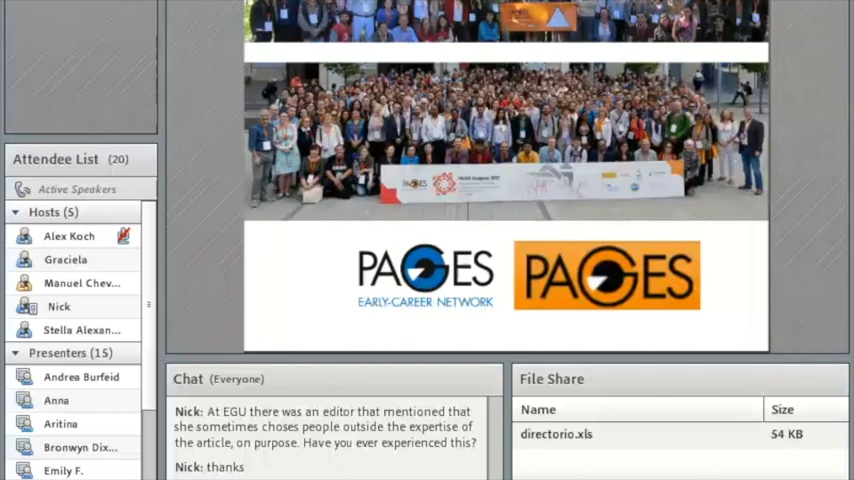 PAGES
EARLY-CAREER NETWORK
PAGES
Attendee List (20)
Active Speakers
Hosts (5)
Alex Koch
Graciela
Manuel Chev...
Nick
Stella Alexan...
Presenters (15)
Andrea Burfeid
Anna
Aritina
Bronwyn Dix...
Emily F.
Chat (Everyone)
Nick: At EGU there was an editor that mentioned that
she sometimes choses people outside the expertise of
the article, on purpose. Have you ever experienced this?
Nick: thanks
File Share
Name
Size
directorio.xls
54 KB